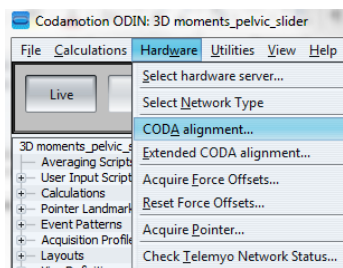 Codamotion ODIN: 3D moments_pelvic_slider
File Calculations Hardware Utilities View Help
Live
Select hardware server...
Select Network Type
CODA alignment...
Extended CODA alignment...
Acquire Force Offsets...
Reset Force Offsets...
Acquire Pointer...
Check Telemyo Network Status...
3D moments_pelvic_s
Averaging Scripts
User Input Script
Calculations
Pointer Landmark
Event Patterns
Acquisition Profile
Layouts